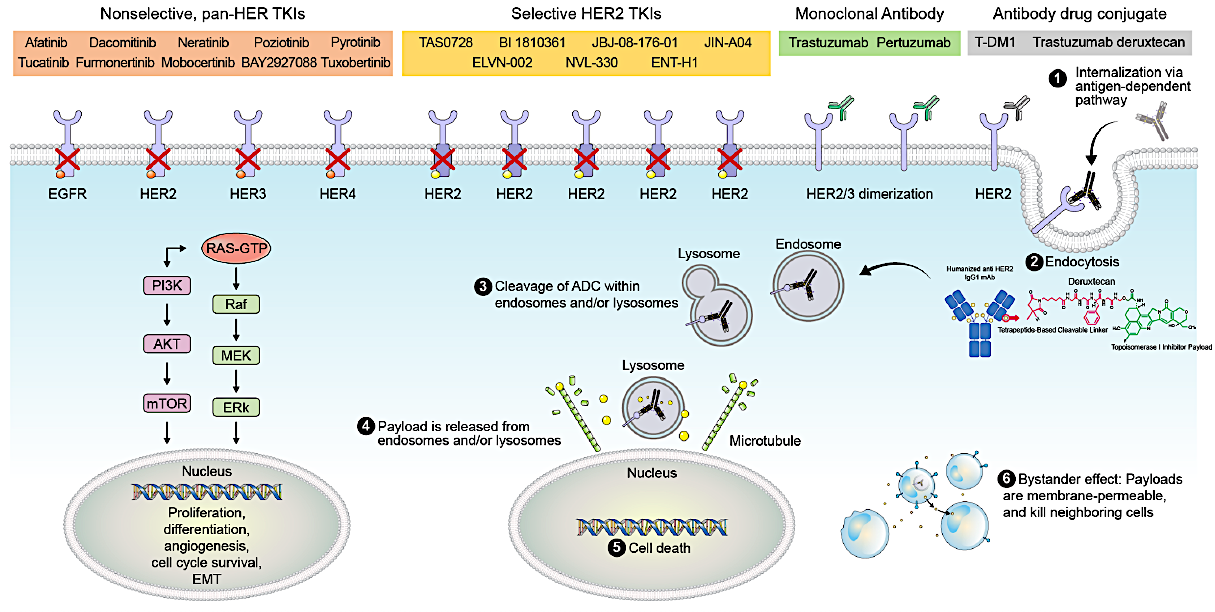 Nonselective, pan-HER TKIs
Afatinib Dacomitinib Neratinib Poziotinib Pyrotinib
Tucatinib Furmonertinib Mobocertinib BAY2927088 Tuxobertinib
Selective HER2 TKIs
TAS0728 BI 1810361 JBJ-08-176-01 JIN-A04
ELVN-002 NVL-330 ENT-H1
Monoclonal Antibody
Trastuzumab Pertuzumab
Antibody drug conjugate
T-DM1 Trastuzumab deruxtecan
1 Internalization via
antigen-dependent
pathway
EGFR
HER2
HER3
HER4
HER2
HER2
HER2
HER2
HER2
HER2/3 dimerization
HER2
2 Endocytosis
RAS-GTP
PI3K
AKT
mTOR
Raf
MEK
ERk
Nucleus
Proliferation,
differentiation,
angiogenesis,
cell cycle survival,
EMT
3 Cleavage of ADC within
endosomes and/or lysosomes
Lysosome
Endosome
Humanized anti HER2
IgG1 mAb
Deruxtecan
Tetrapeptide-Based Cleavable Linker
Topoisomerase I Inhibitor Payload
4 Payload is released from
endosomes and/or lysosomes
Lysosome
Microtubule
Nucleus
5 Cell death
6 Bystander effect: Payloads
are membrane-permeable,
and kill neighboring cells